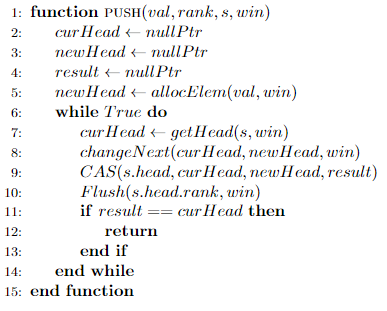 1: function PUSH(val, rank, s, win)
2: curHead ← nullPtr
3: newHead ← nullPtr
4: result ← nullPtr
5: newHead ← allocElem(val, win)
6: while True do
7: curHead ← getHead(s, win)
8: changeNext(curHead, newHead, win)
9: CAS(s.head, curHead, newHead, result)
10: Flush(s.head.rank, win)
11: if result == curHead then
12: return
13: end if
14: end while
15: end function